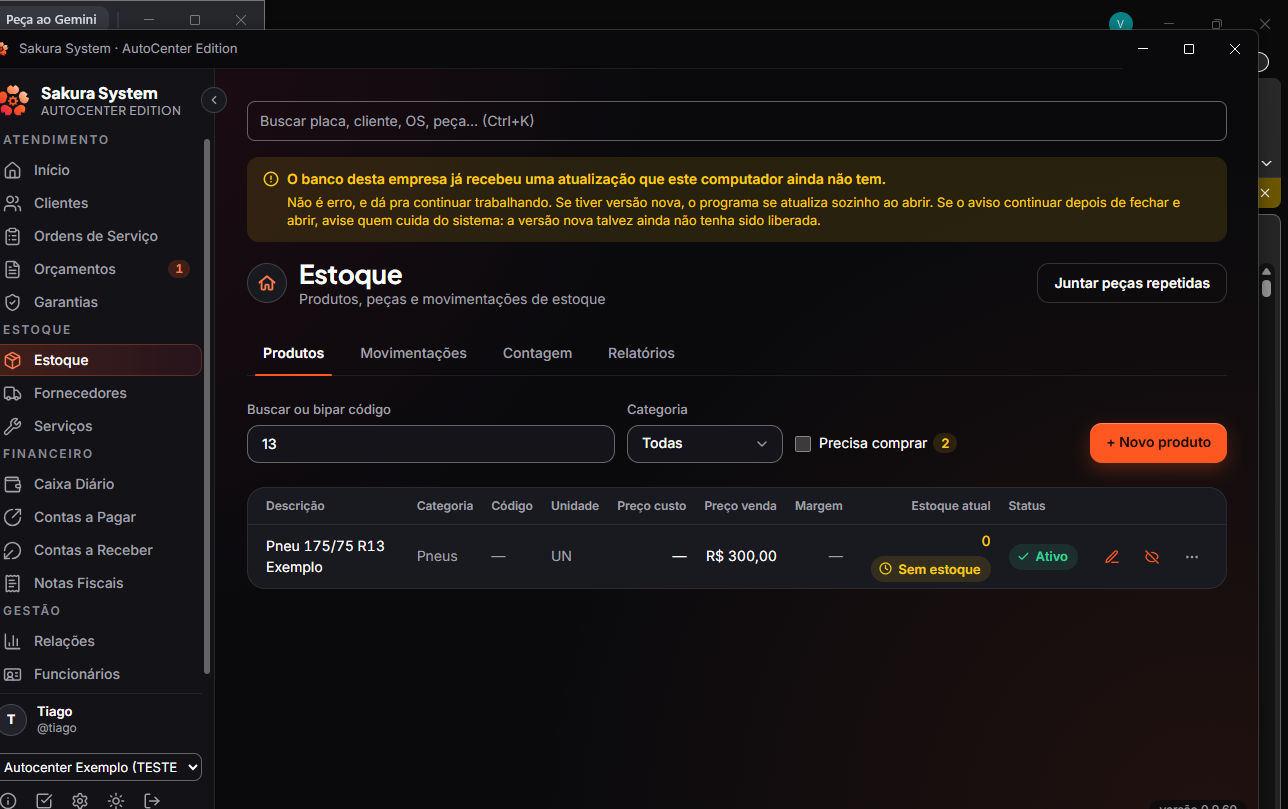 Peça ao Gemini
V
Sakura System · AutoCenter Edition
Sakura System
AUTOCENTER EDITION
ATENDIMENTO
Início
Clientes
Ordens de Serviço
Orçamentos 1
Garantias
ESTOQUE
Estoque
Fornecedores
Serviços
FINANCEIRO
Caixa Diário
Contas a Pagar
Contas a Receber
Notas Fiscais
GESTÃO
Relações
Funcionários
T
Tiago
@tiago
Autocenter Exemplo (TESTE
Buscar placa, cliente, OS, peça... (Ctrl+K)
O banco desta empresa já recebeu uma atualização que este computador ainda não tem.
Não é erro, e dá pra continuar trabalhando. Se tiver versão nova, o programa se atualiza sozinho ao abrir. Se o aviso continuar depois de fechar e
abrir, avise quem cuida do sistema: a versão nova talvez ainda não tenha sido liberada.
Estoque
Produtos, peças e movimentações de estoque
Juntar peças repetidas
Produtos Movimentações Contagem Relatórios
Buscar ou bipar código Categoria
13 Todas Precisa comprar 2 + Novo produto
Descrição Categoria Código Unidade Preço custo Preço venda Margem Estoque atual Status
Pneu 175/75 R13
Exemplo
Pneus — UN — R$ 300,00 — 0
Sem estoque
Ativo
versão 0.9.60